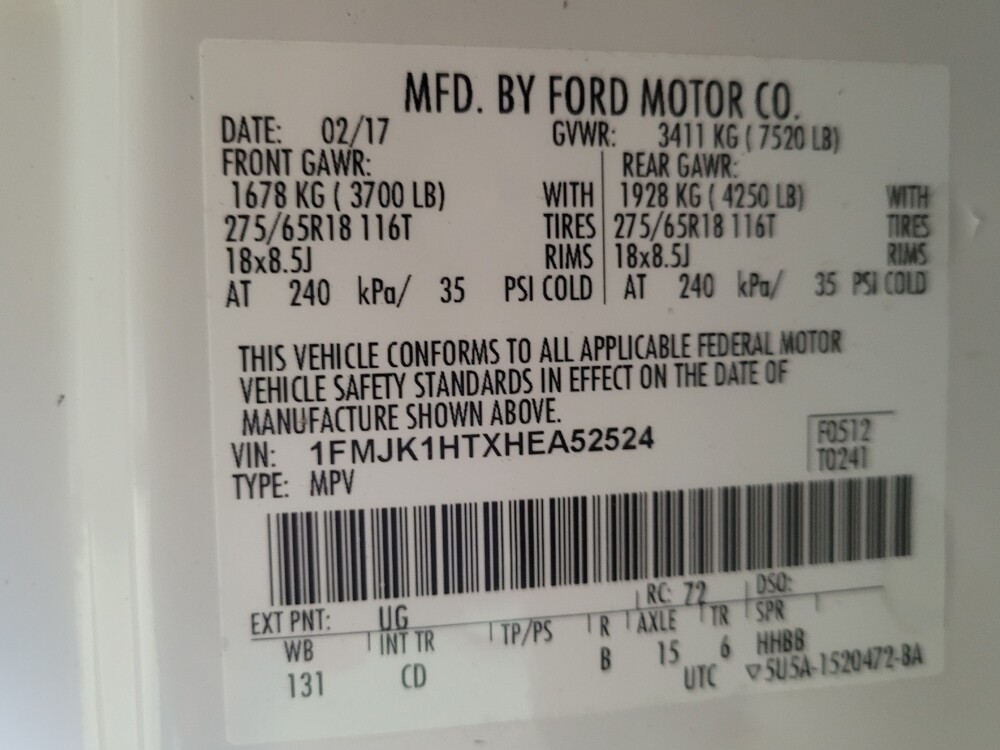 MFD. BY FORD MOTOR CO.
DATE: 02/17 GVWR: 3411 KG ( 7520 LB)
FRONT GAWR: REAR GAWR:
1678 KG ( 3700 LB) WITH 1928 KG ( 4250 LB) WITH
275/65R18 116T TIRES 275/65R18 116T TIRES
18x8.5J RIMS 18x8.5J RIMS
AT 240 kPa/ 35 PSI COLD AT 240 kPa/ 35 PSI COLD
THIS VEHICLE CONFORMS TO ALL APPLICABLE FEDERAL MOTOR
VEHICLE SAFETY STANDARDS IN EFFECT ON THE DATE OF
MANUFACTURE SHOWN ABOVE.
VIN: 1FMJK1HTXHEA52524 F0512
TYPE: MPV T0241
EXT PNT: UG RC: 72 DSO:
WB INT TR TP/PS R AXLE TR SPR
131 CD B 15 6 HHBB
UTC ▽5U5A-1520472-BA